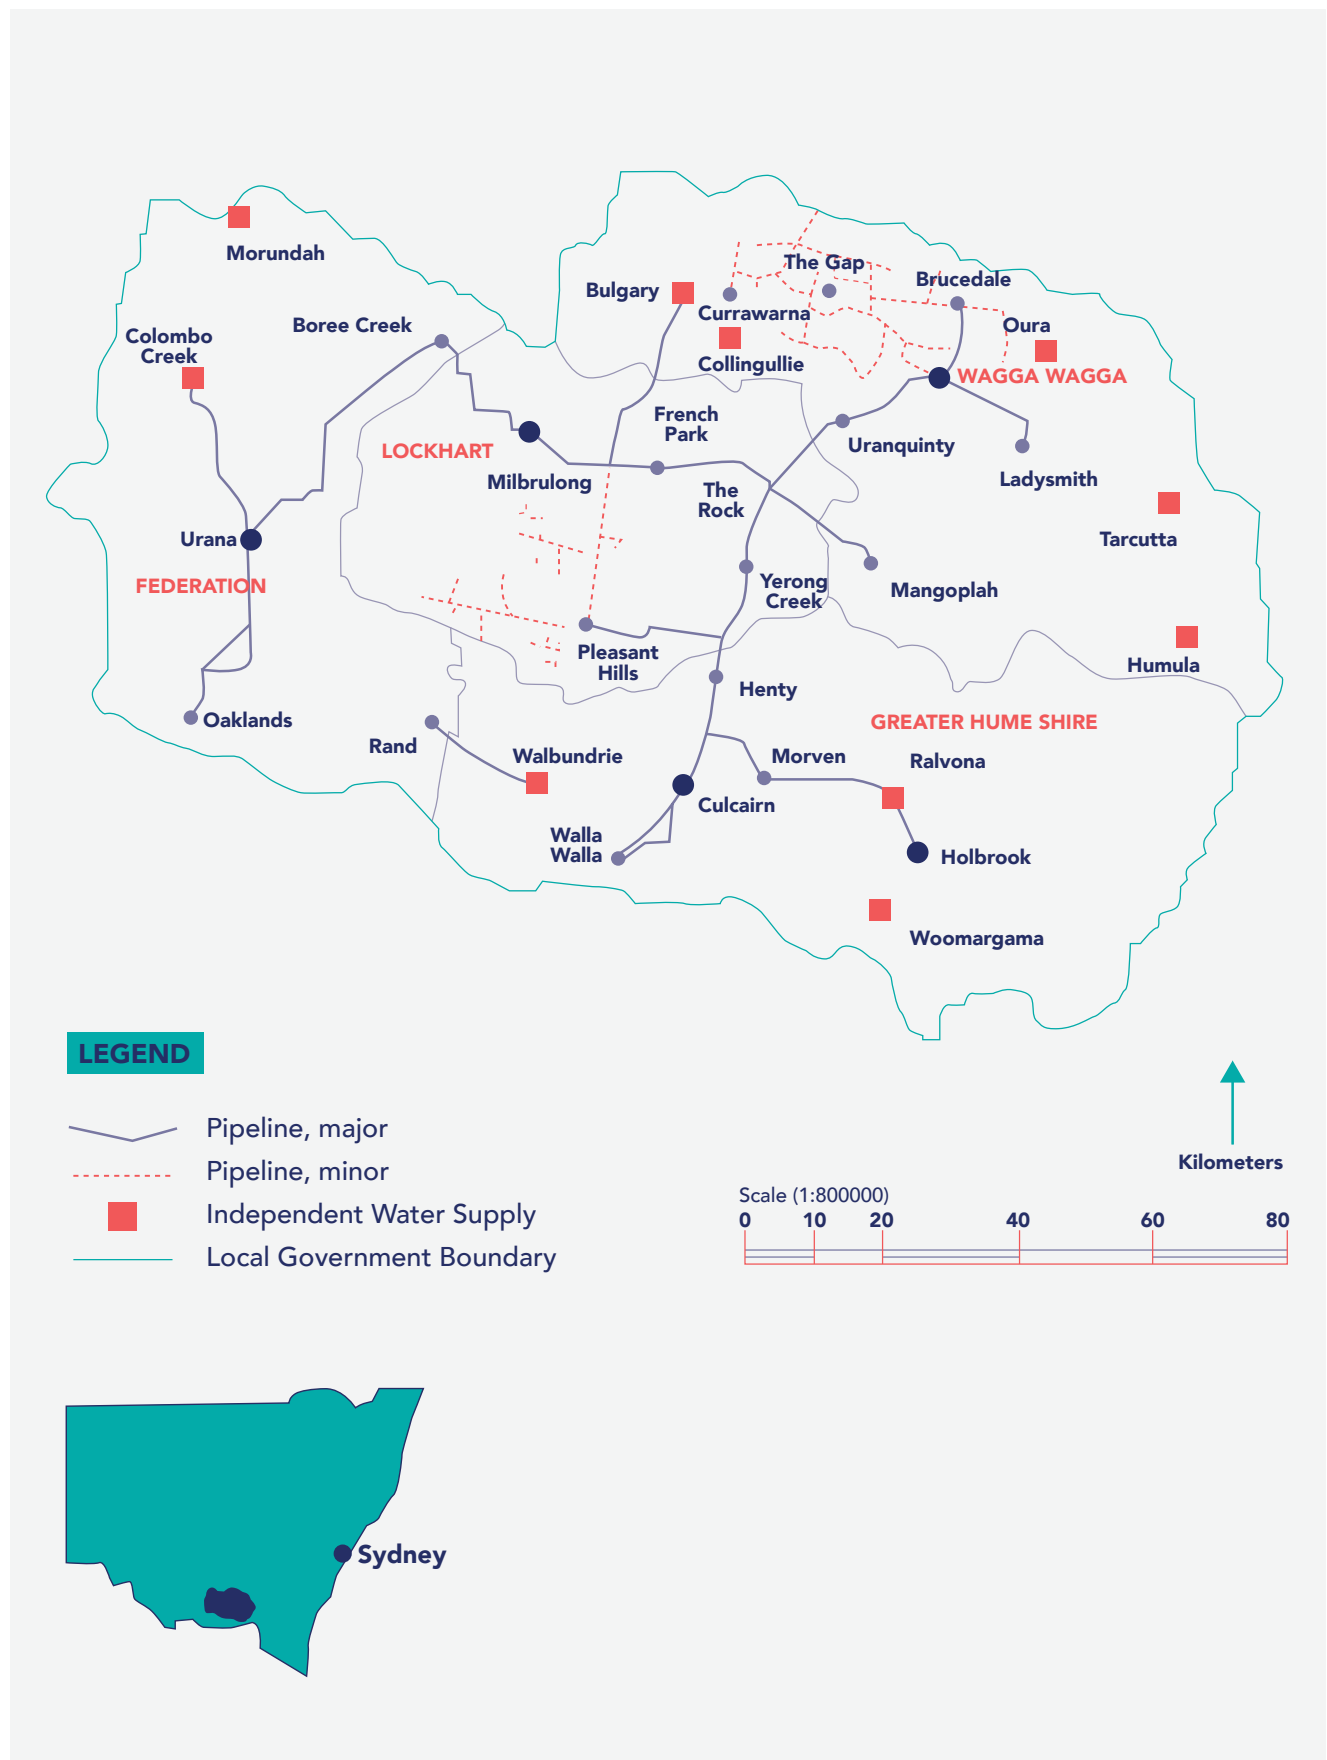 Morundah
The Gap
Brucedale
Bulgary
Currawarna
Boree Creek
Oura
Colombo
Creek
Collingullie
WAGGA WAGGA
French
Park
LOCKHART
Uranquinty
Milbrulong
Ladysmith
The
Rock
Urana
Tarcutta
FEDERATION
Yerong
Creek
Mangoplah
Pleasant
Hills
Humula
Henty
Oaklands
GREATER HUME SHIRE
Rand
Walbundrie
Morven
Ralvona
Culcairn
Walla
Walla
Holbrook
Woomargama
LEGEND
Pipeline, major
Pipeline, minor
Independent Water Supply
Local Government Boundary
Kilometers
Scale (1:800000)
0 10 20 40 60 80
Sydney